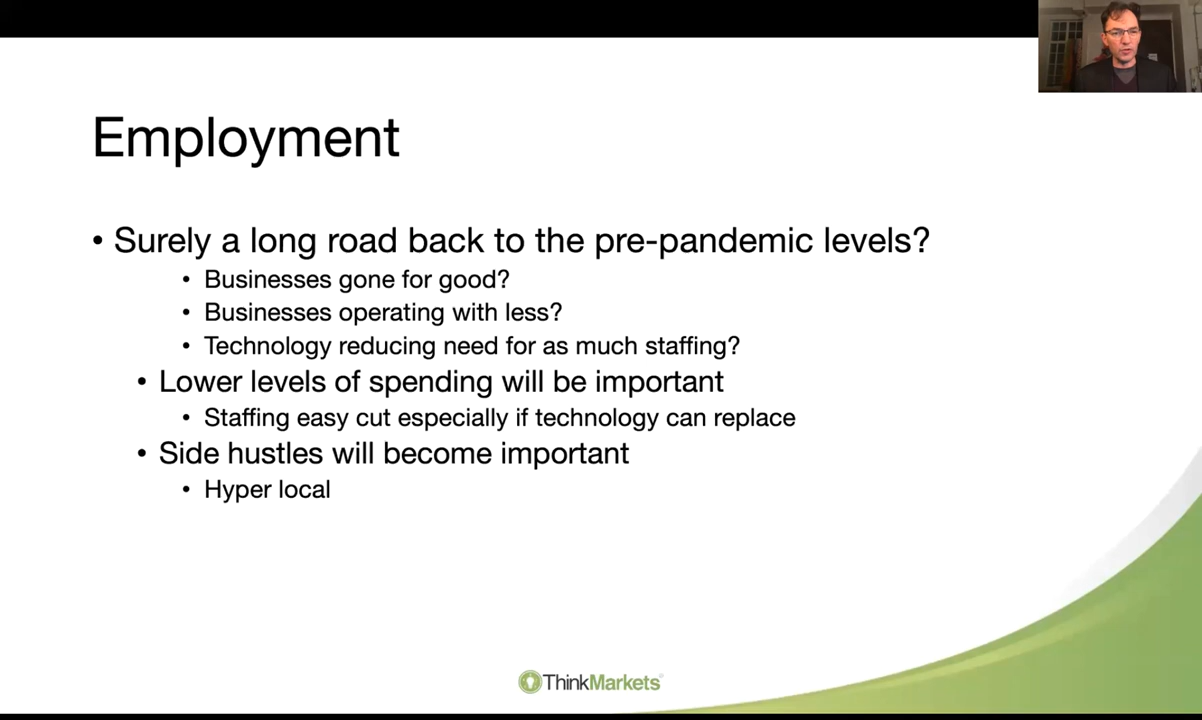 Employment
• Surely a long road back to the pre-pandemic levels?
• Businesses gone for good?
• Businesses operating with less?
• Technology reducing need for as much staffing?
• Lower levels of spending will be important
• Staffing easy cut especially if technology can replace
• Side hustles will become important
• Hyper local
ThinkMarkets